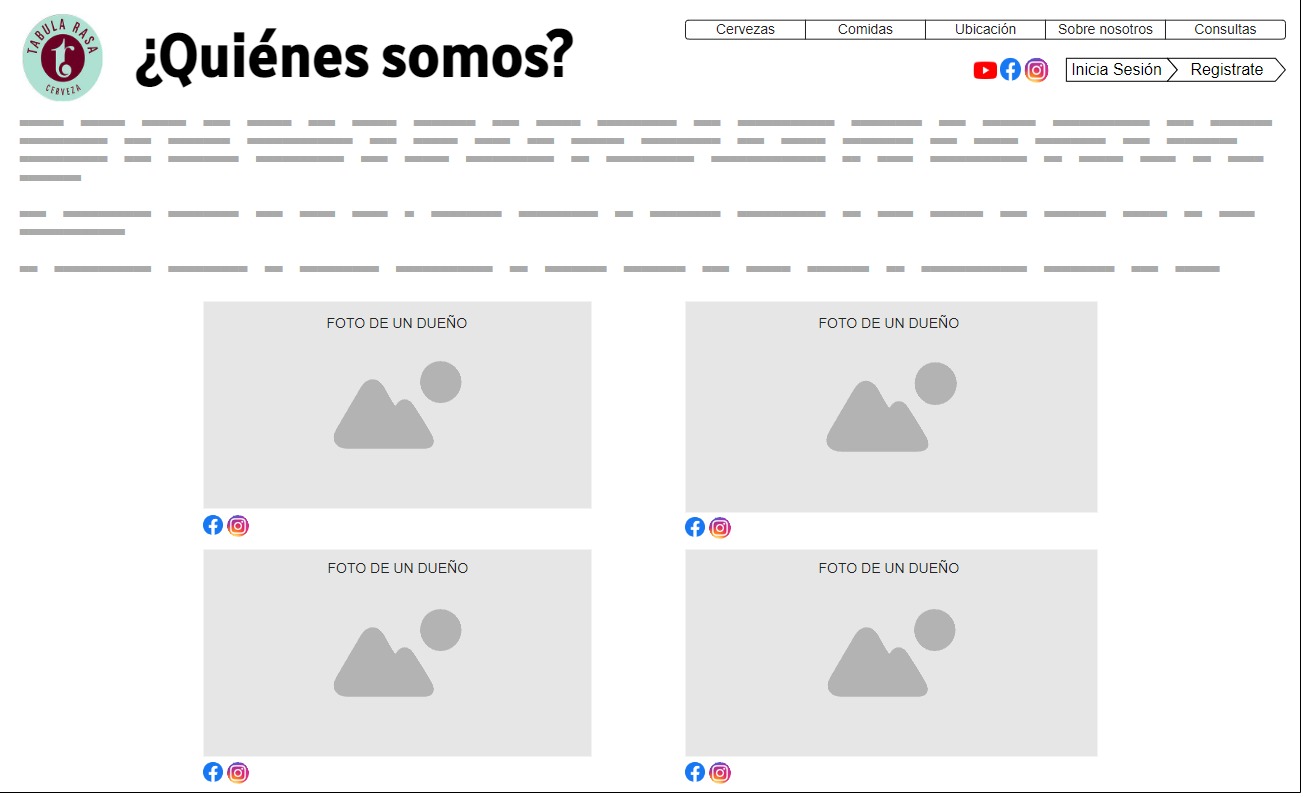 TABULA RASA
CERVEZA
¿Quiénes somos?
Cervezas
Comidas
Ubicación
Sobre nosotros
Consultas
Inicia Sesión
Registrate
FOTO DE UN DUEÑO
FOTO DE UN DUEÑO
FOTO DE UN DUEÑO
FOTO DE UN DUEÑO